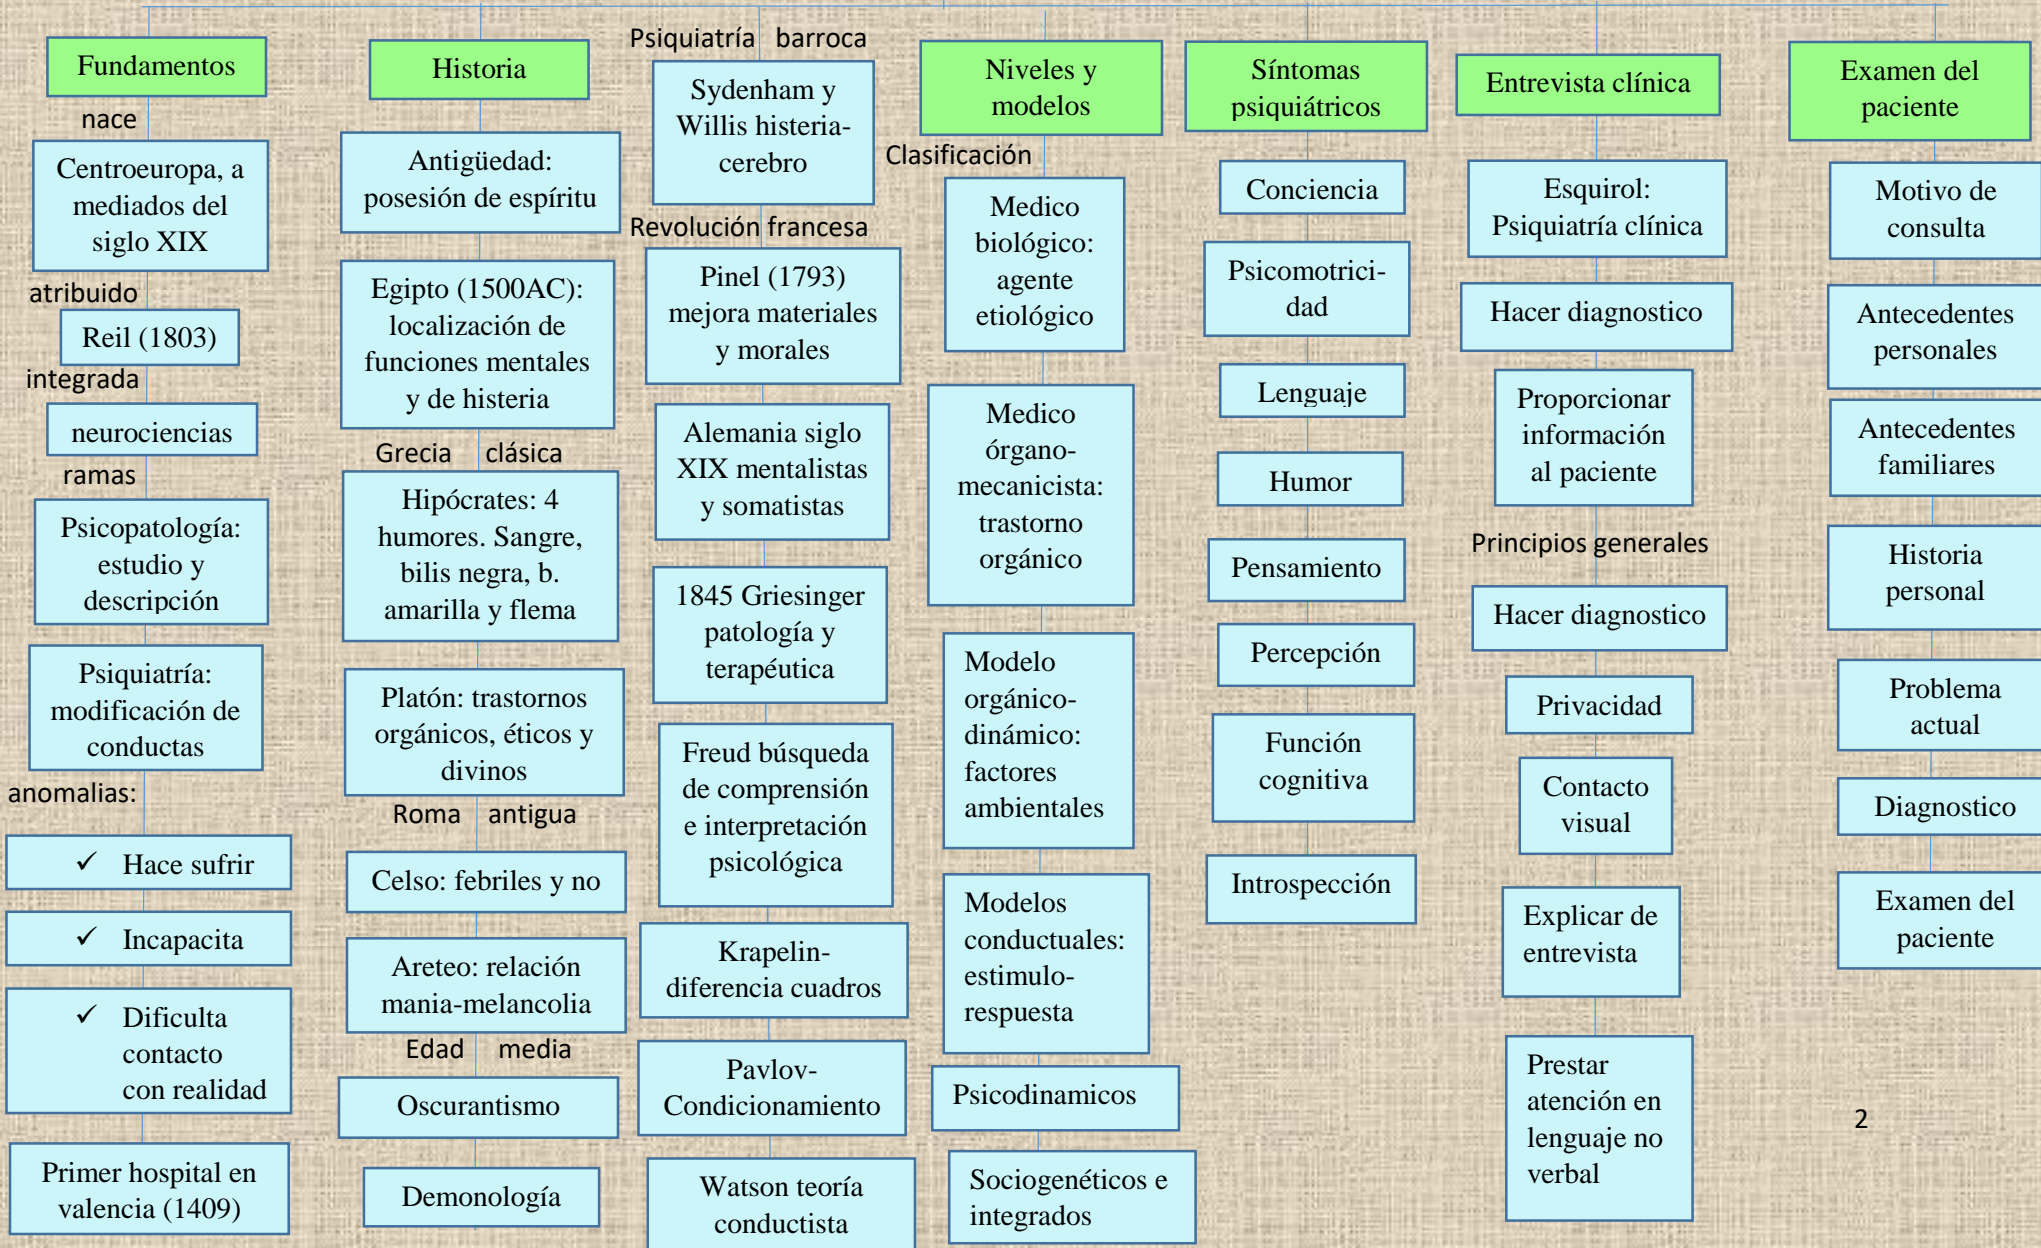 Fundamentos
nace
Centroeuropa, a
mediados del
siglo XIX
atribuido
Reil (1803)
integrada
neurociencias
ramas
Psicopatología:
estudio y
descripción
Psiquiatría:
modificación de
conductas
anomalias:
✓ Hace sufrir
✓ Incapacita
✓ Dificulta
contacto
con realidad
Primer hospital en
valencia (1409)
Historia
Antigüedad:
posesión de espíritu
Egipto (1500AC):
localización de
funciones mentales
y de histeria
Grecia clásica
Hipócrates: 4
humores. Sangre,
bilis negra, b.
amarilla y flema
Platón: trastornos
orgánicos, éticos y
divinos
Roma antigua
Celso: febriles y no
Areteo: relación
mania-melancolia
Edad media
Oscurantismo
Demonología
Psiquiatría barroca
Sydenham y
Willis histeria-
cerebro
Revolución francesa
Pinel (1793)
mejora materiales
y morales
Alemania siglo
XIX mentalistas
y somatistas
1845 Griesinger
patología y
terapéutica
Freud búsqueda
de comprensión
e interpretación
psicológica
Krapelin-
diferencia cuadros
Pavlov-
Condicionamiento
Watson teoría
conductista
Niveles y
modelos
Clasificación
Medico
biológico:
agente
etiológico
Medico
órgano-
mecanicista:
trastorno
orgánico
Modelo
orgánico-
dinámico:
factores
ambientales
Modelos
conductuales:
estimulo-
respuesta
Psicodinamicos
Sociogenéticos e
integrados
Síntomas
psiquiátricos
Conciencia
Psicomotrici-
dad
Lenguaje
Humor
Pensamiento
Percepción
Función
cognitiva
Introspección
Entrevista clínica
Esquirol:
Psiquiatría clínica
Hacer diagnostico
Proporcionar
información
al paciente
Principios generales
Hacer diagnostico
Privacidad
Contacto
visual
Explicar de
entrevista
Prestar
atención en
lenguaje no
verbal
Examen del
paciente
Motivo de
consulta
Antecedentes
personales
Antecedentes
familiares
Historia
personal
Problema
actual
Diagnostico
Examen del
paciente
2